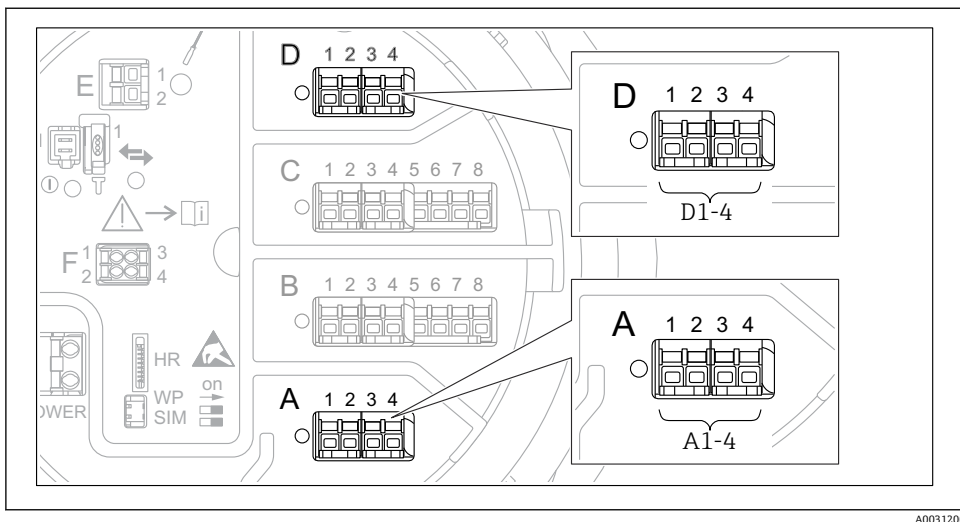 D 1 2 3 4
E 1
2
D 1 2 3 4
D1-4
1
C 1 2 3 4 5 6 7 8
i
F 1 3
2 4
B 1 2 3 4 5 6 7 8
A 1 2 3 4
HR
WP on
SIM
OWER
A 1 2 3 4
A1-4
A003120